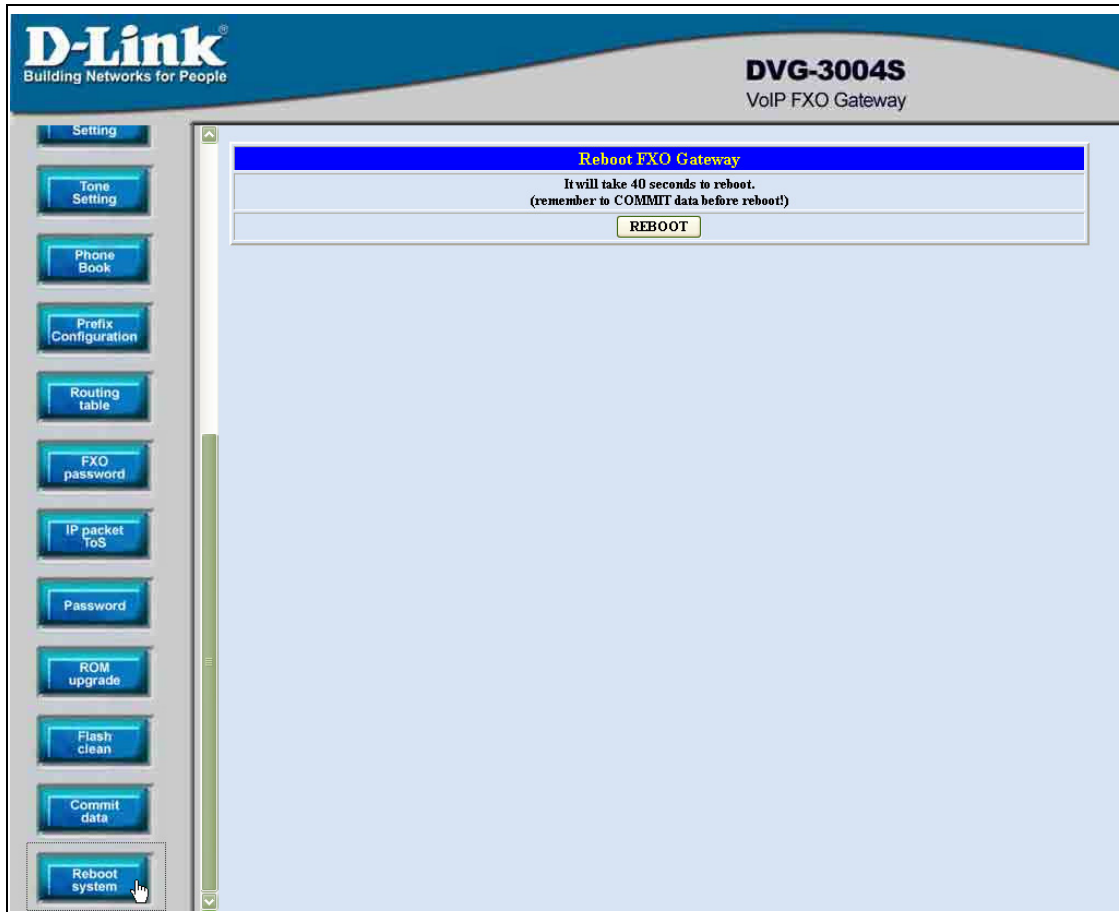 D-Link®
Building Networks for People
DVG-3004S
VoIP FXO Gateway
Setting
Tone
Setting
Phone
Book
Prefix
Configuration
Routing
table
FXO
password
IP packet
ToS
Password
ROM
upgrade
Flash
clean
Commit
data
Reboot
system
Reboot FXO Gateway
It will take 40 seconds to reboot.
(remember to COMMIT data before reboot!)
REBOOT